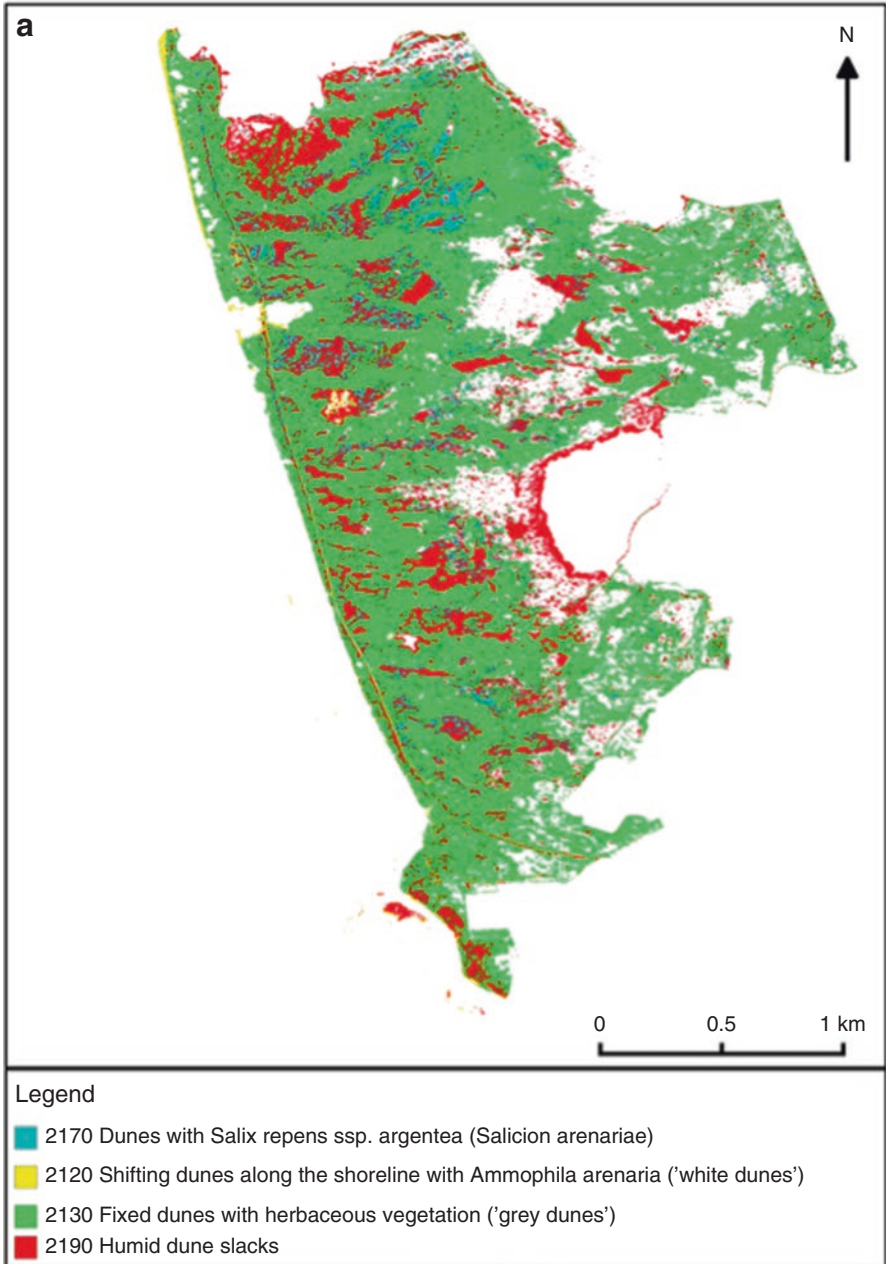 a
N
0 0.5 1 km
Legend
2170 Dunes with Salix repens ssp. argentea (Salicion arenariae)
2120 Shifting dunes along the shoreline with Ammophila arenaria ('white dunes')
2130 Fixed dunes with herbaceous vegetation ('grey dunes')
2190 Humid dune slacks